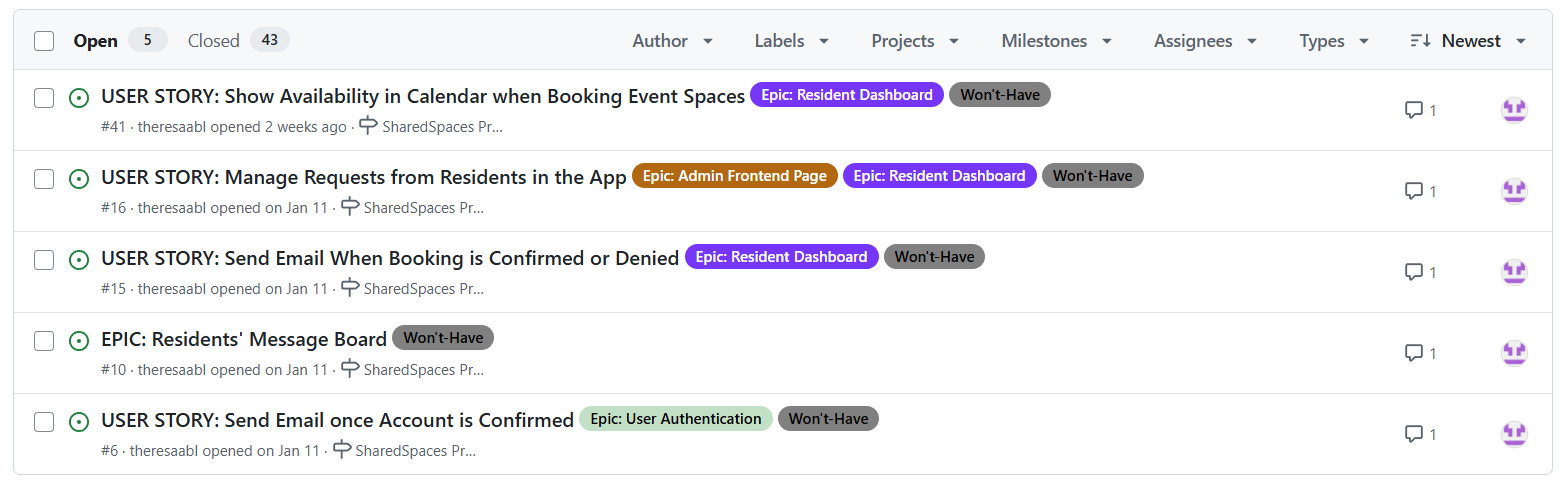 Open 5 Closed 43 Author Labels Projects Milestones Assignees Types Newest
USER STORY: Show Availability in Calendar when Booking Event Spaces Epic: Resident Dashboard Won't-Have
#41 · theresaabl opened 2 weeks ago · SharedSpaces Pr... 1
USER STORY: Manage Requests from Residents in the App Epic: Admin Frontend Page Epic: Resident Dashboard Won't-Have
#16 · theresaabl opened on Jan 11 · SharedSpaces Pr... 1
USER STORY: Send Email When Booking is Confirmed or Denied Epic: Resident Dashboard Won't-Have
#15 · theresaabl opened on Jan 11 · SharedSpaces Pr... 1
EPIC: Residents' Message Board Won't-Have
#10 · theresaabl opened on Jan 11 · SharedSpaces Pr... 1
USER STORY: Send Email once Account is Confirmed Epic: User Authentication Won't-Have
#6 · theresaabl opened on Jan 11 · SharedSpaces Pr... 1